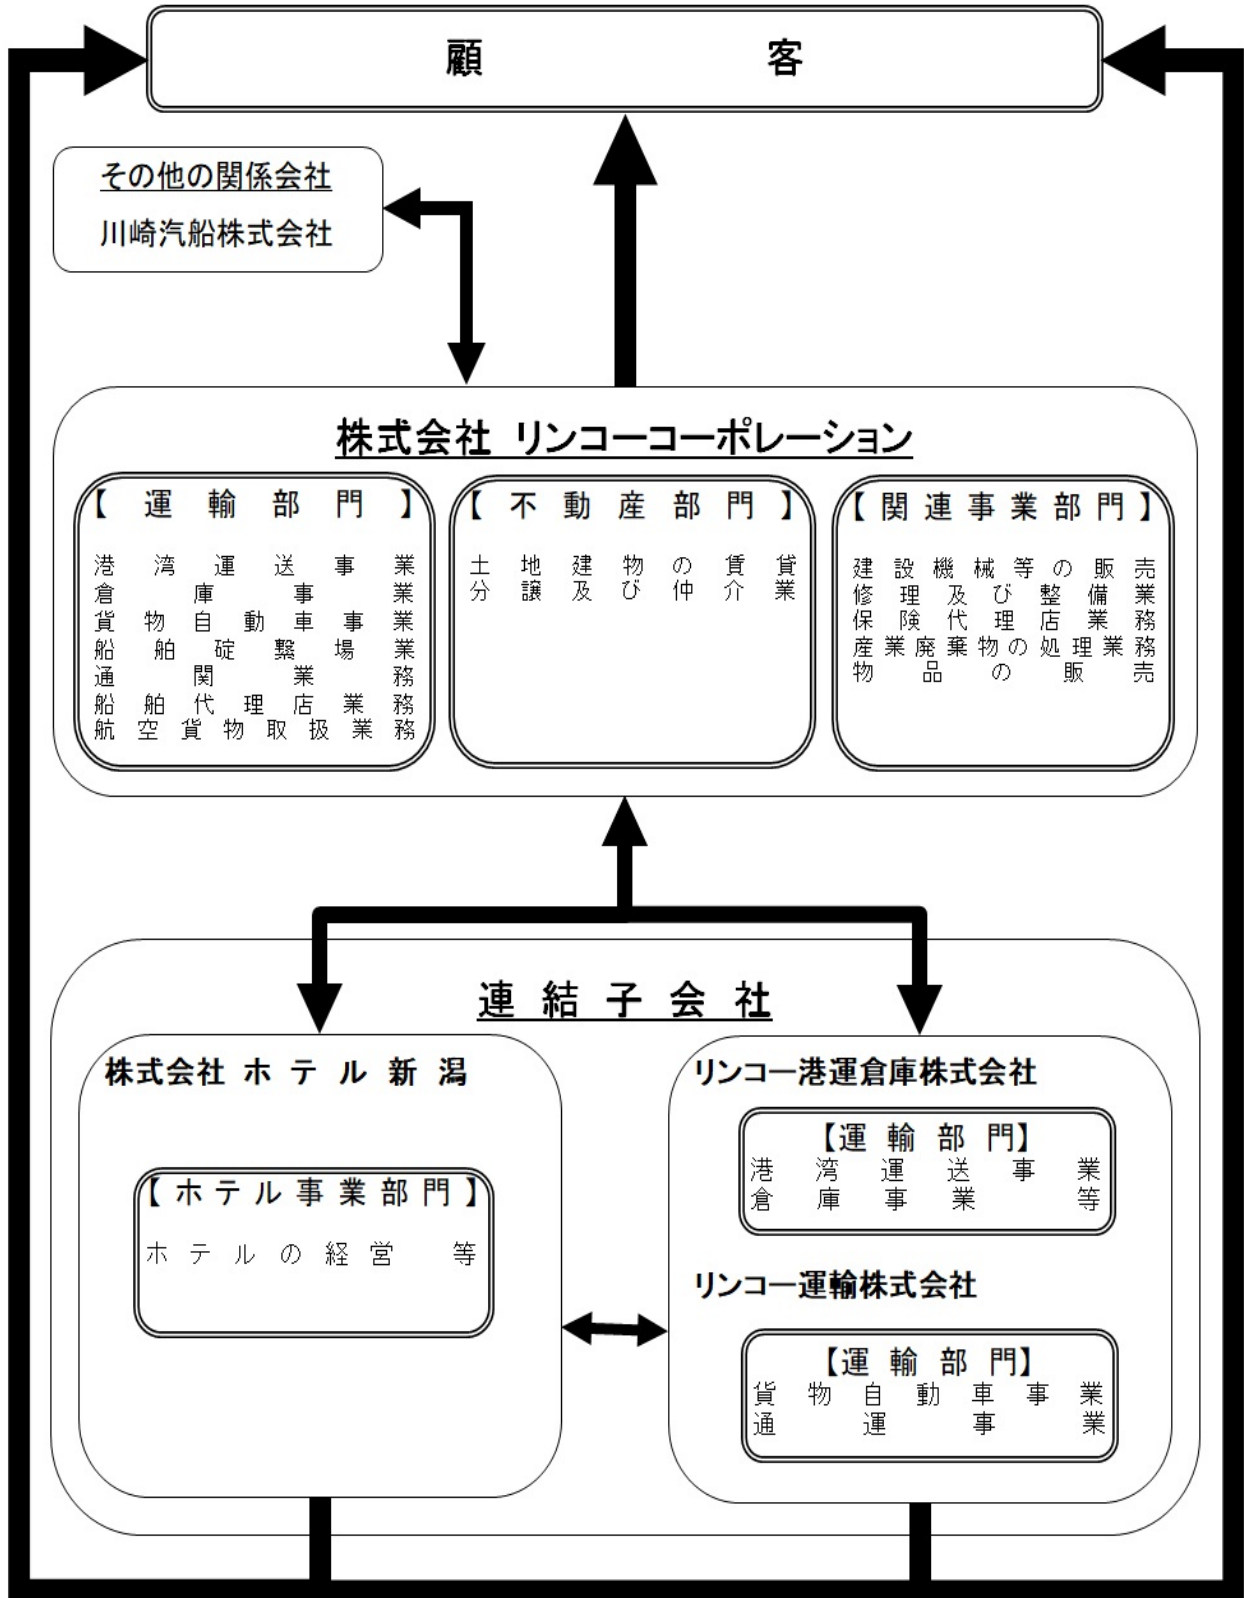 顧客
その他の関係会社
川崎汽船株式会社
株式会社 リンコーコーポレーション
【運輸部門】
港湾運送事業
倉庫事業
貨物自動車事業
船舶碇繋場業
通関業務
船舶代理店業務
航空貨物取扱業務
【不動産部門】
土地建物の賃貸
分譲及び仲介業
【関連事業部門】
建設機械等の販売
修理及び整備業
保険代理店業務
産業廃棄物の処理業務
物品の販売
連結子会社
株式会社 ホテル新潟
【ホテル事業部門】
ホテルの経営 等
リンコー港運倉庫株式会社
【運輸部門】
港湾運送事業
倉庫事業 等
リンコー運輸株式会社
【運輸部門】
貨物自動車事業
通運事業